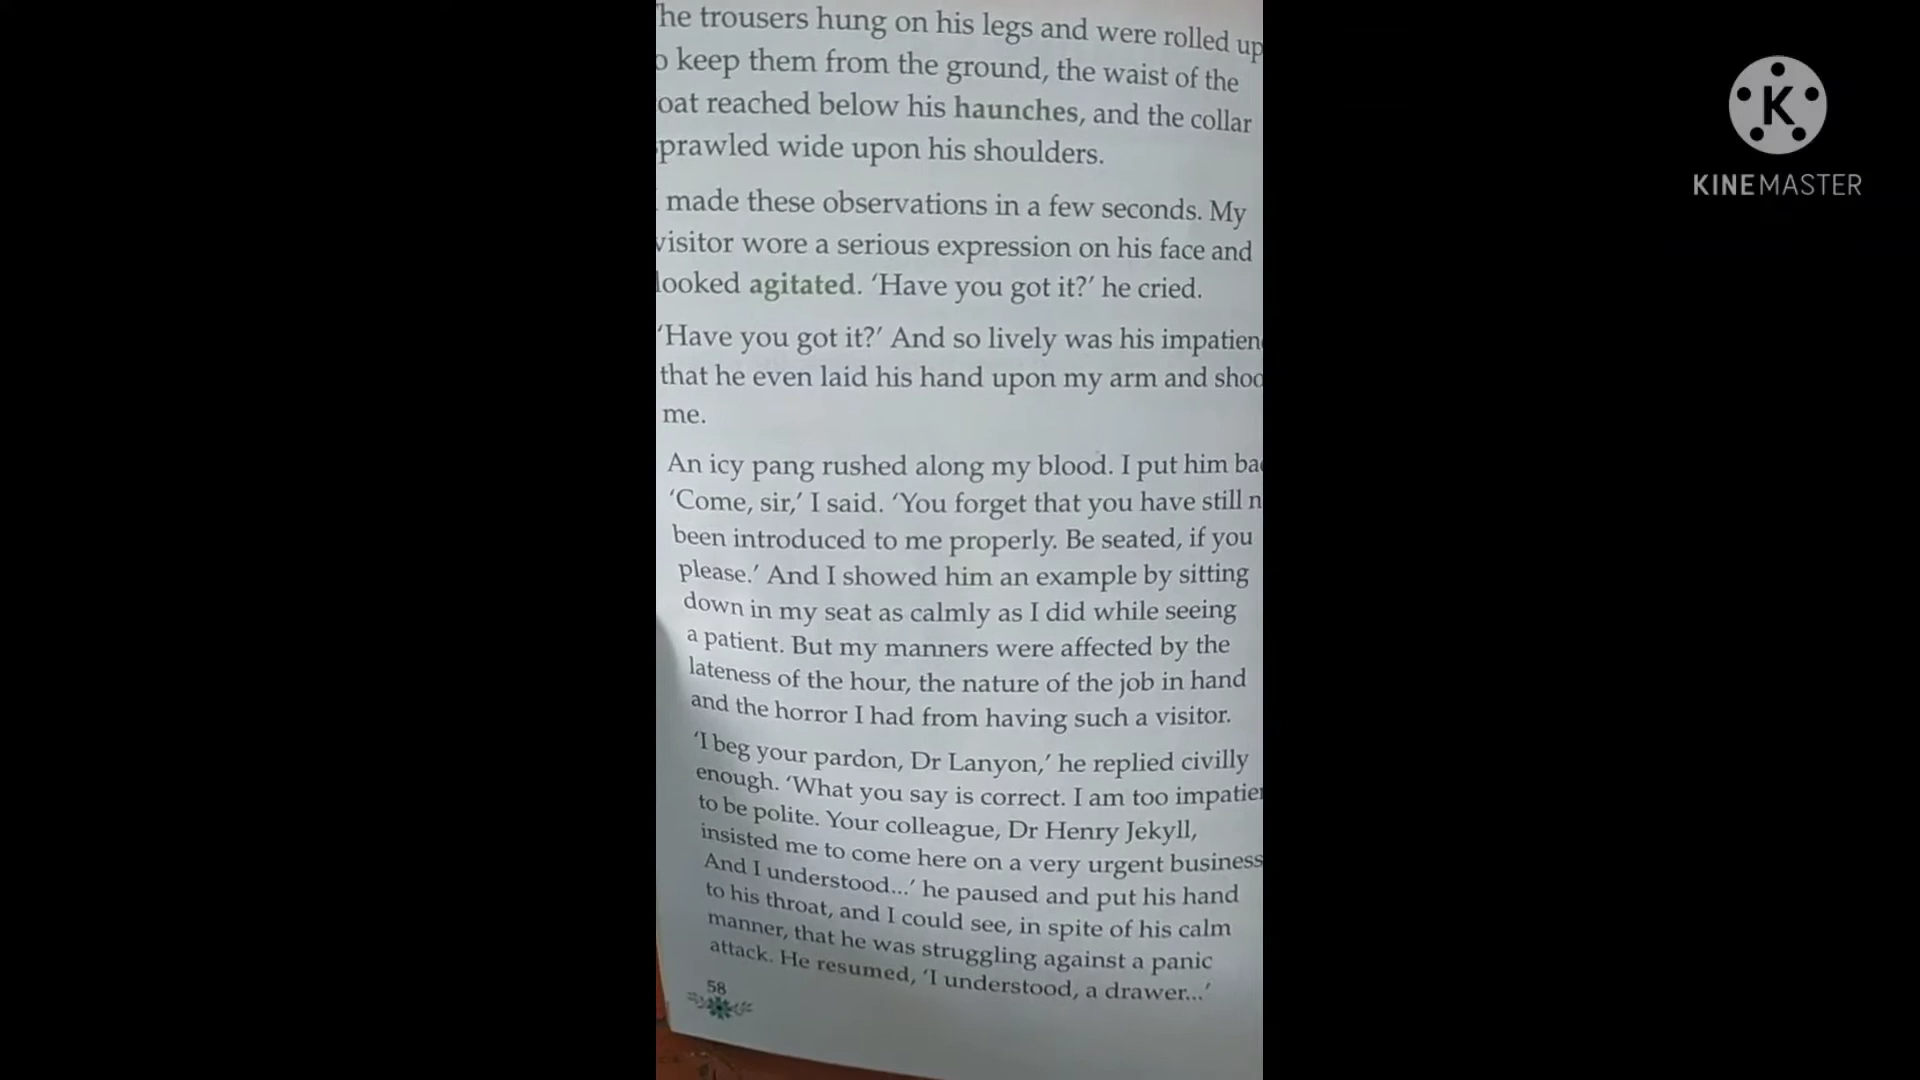 he trousers hung on his legs and were rolled up
o keep them from the ground, the waist of the
oat reached below his haunches, and the collar
prawled wide upon his shoulders.
I made these observations in a few seconds. My
visitor wore a serious expression on his face and
looked agitated. ‘Have you got it?’ he cried.
‘Have you got it?’ And so lively was his impatien
that he even laid his hand upon my arm and shoo
me.
An icy pang rushed along my blood. I put him ba
‘Come, sir,’ I said. ‘You forget that you have still n
been introduced to me properly. Be seated, if you
please.’ And I showed him an example by sitting
down in my seat as calmly as I did while seeing
a patient. But my manners were affected by the
lateness of the hour, the nature of the job in hand
and the horror I had from having such a visitor.
‘I beg your pardon, Dr Lanyon,’ he replied civilly
enough. ‘What you say is correct. I am too impatie
to be polite. Your colleague, Dr Henry Jekyll,
insisted me to come here on a very urgent business
And I understood...’ he paused and put his hand
to his throat, and I could see, in spite of his calm
manner, that he was struggling against a panic
attack. He resumed, ‘I understood, a drawer...’
58
K
KINEMASTER